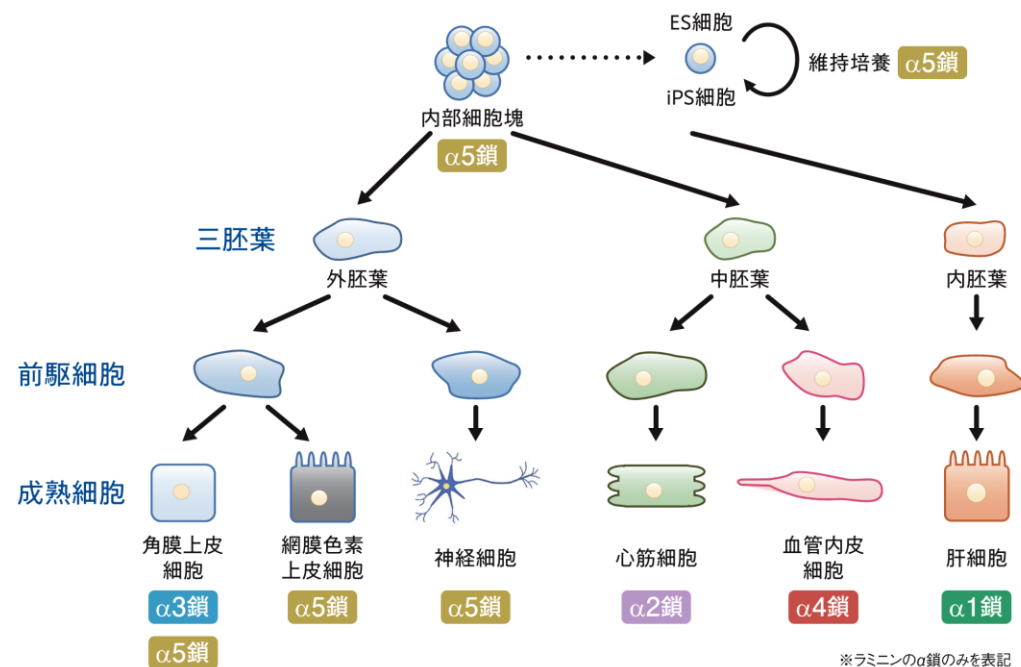 ES細胞
iPS細胞
維持培養
α5鎖
内部細胞塊
α5鎖
三胚葉
外胚葉
中胚葉
内胚葉
前駆細胞
成熟細胞
角膜上皮
細胞
網膜色素
上皮細胞
神経細胞
心筋細胞
血管内皮
細胞
肝細胞
α3鎖
α5鎖
α5鎖
α2鎖
α4鎖
α1鎖
α5鎖
※ラミニンのα鎖のみを表記